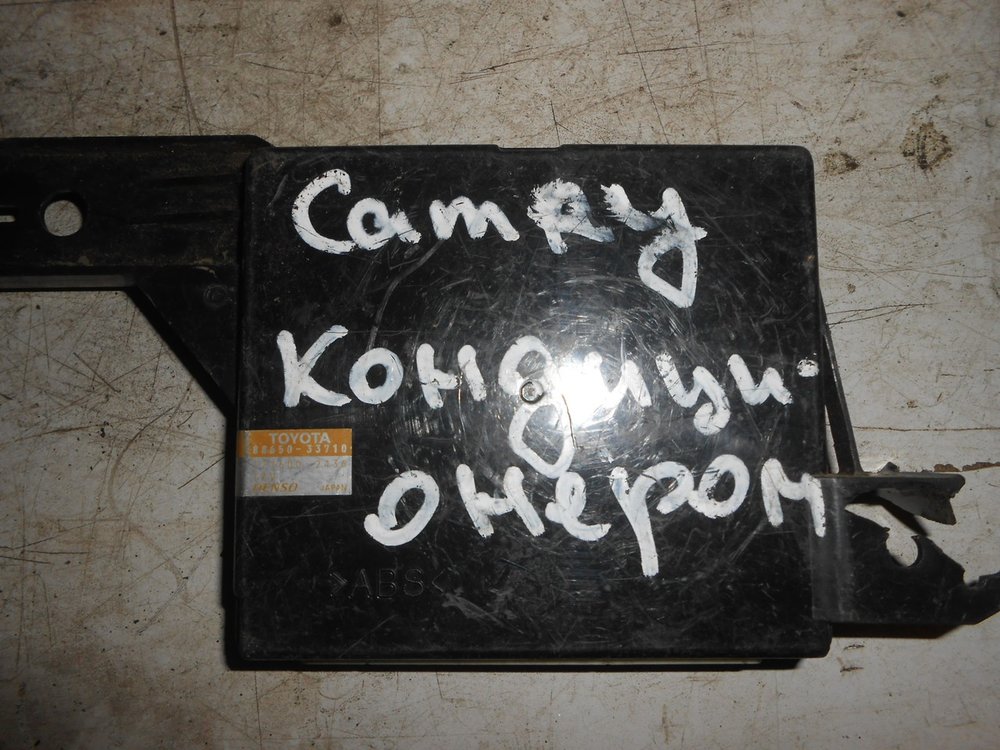 Camry
кондици-
онером
TOYOTA
88650-33710
DENSO JAPAN
>ABS<